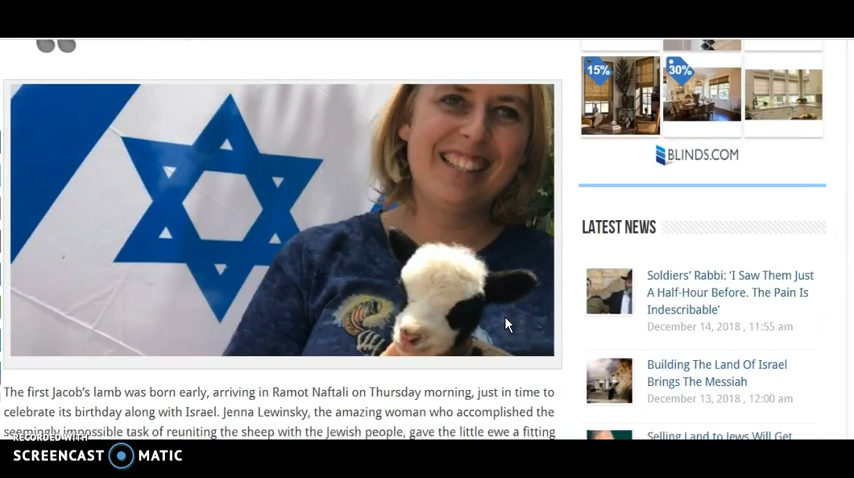 15%
30%
BLINDS.COM
LATEST NEWS
Soldiers' Rabbi: 'I Saw Them Just
A Half-Hour Before. The Pain Is
Indescribable'
December 14, 2018 , 11:55 am
Building The Land Of Israel
Brings The Messiah
December 13, 2018 , 12:00 am
Selling Land to Jews Will Get
The first Jacob's lamb was born early, arriving in Ramot Naftali on Thursday morning, just in time to
celebrate its birthday along with Israel. Jenna Lewinsky, the amazing woman who accomplished the
seemingly impossible task of reuniting the sheep with the Jewish people, gave the little ewe a fitting
RECORDED WITH
SCREENCAST MATIC